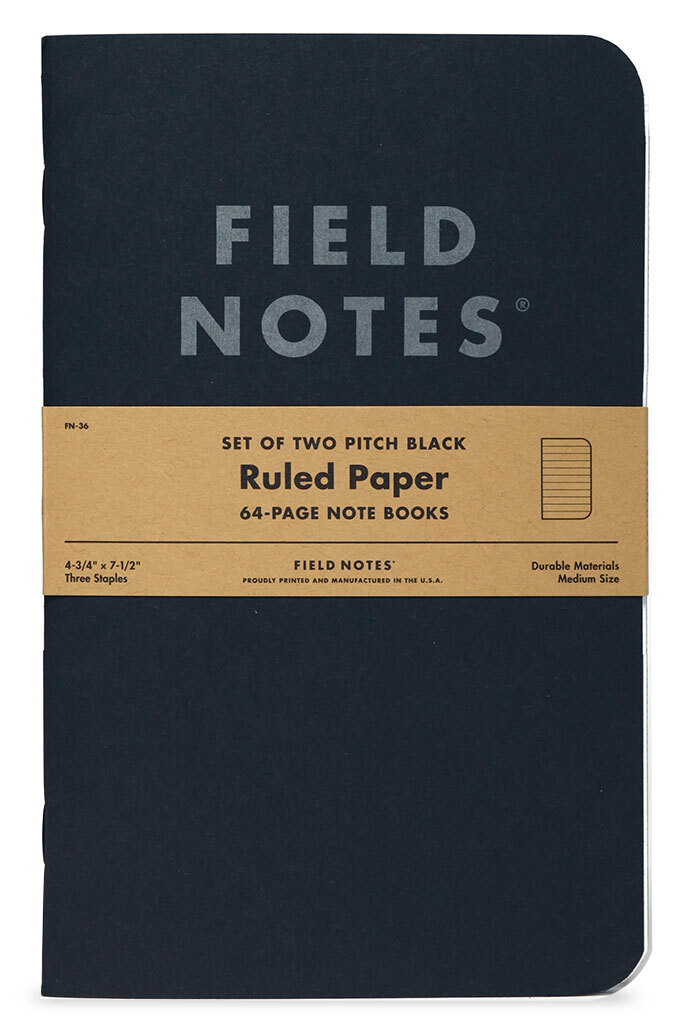 FIELD
NOTES®
FN-36
SET OF TWO PITCH BLACK
Ruled Paper
64-PAGE NOTE BOOKS
4-3/4" x 7-1/2"
Three Staples
FIELD NOTES®
PROUDLY PRINTED AND MANUFACTURED IN THE U.S.A.
Durable Materials
Medium Size